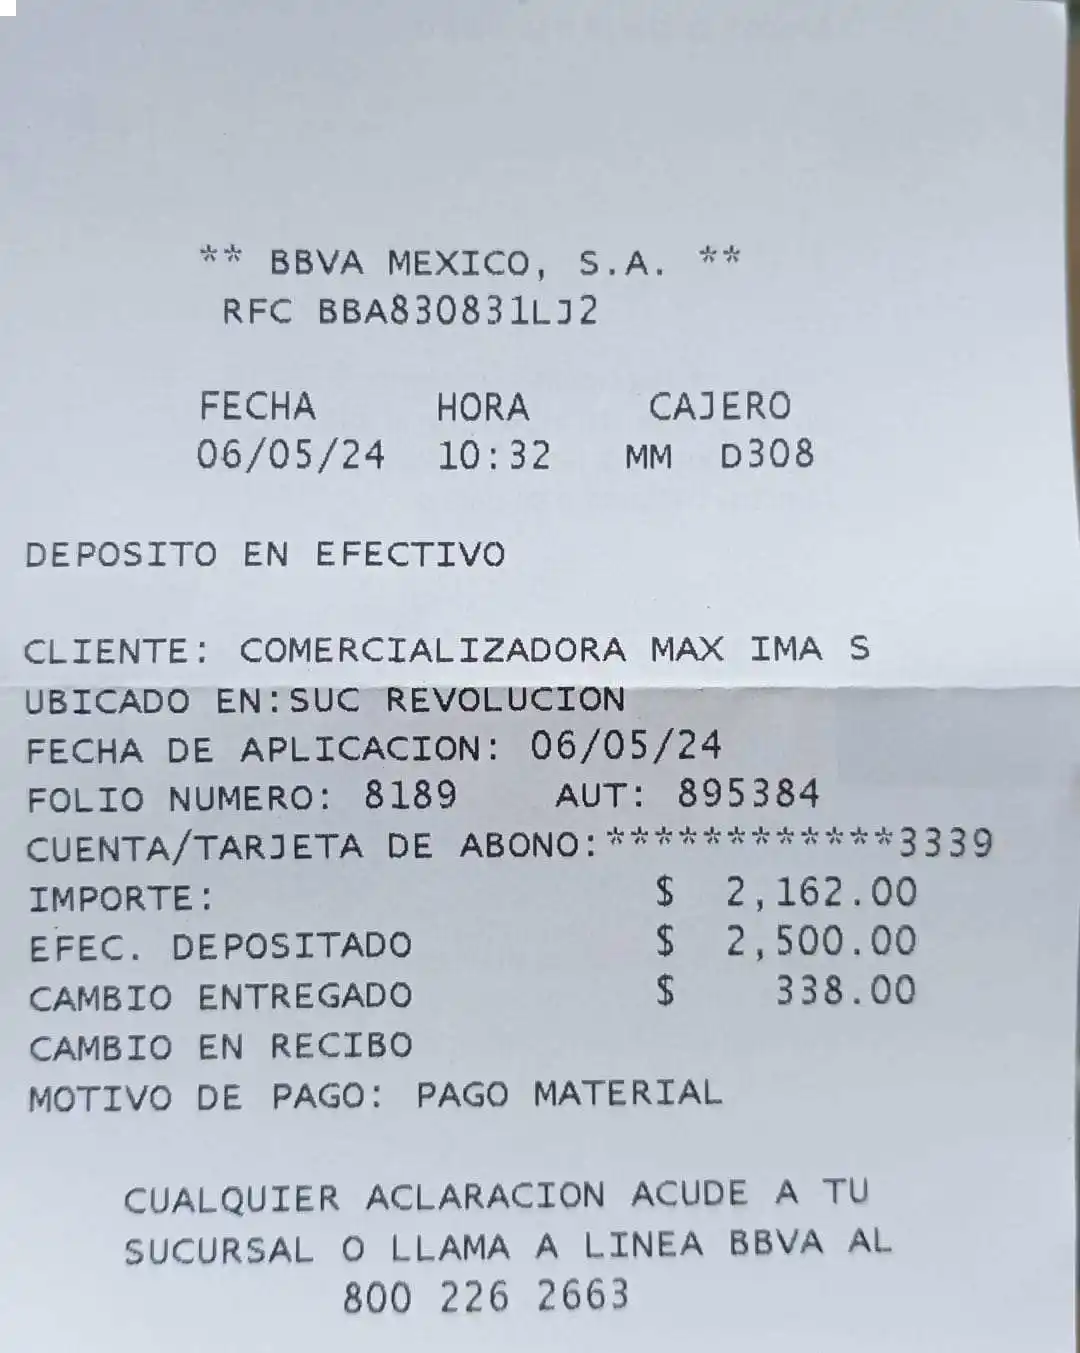 ** BBVA MEXICO, S.A. **
RFC BBA830831LJ2
FECHA HORA CAJERO
06/05/24 10:32 MM D308
DEPOSITO EN EFECTIVO
CLIENTE: COMERCIALIZADORA MAX IMA S
UBICADO EN:SUC REVOLUCION
FECHA DE APLICACION: 06/05/24
FOLIO NUMERO: 8189 AUT: 895384
CUENTA/TARJETA DE ABONO:************3339
IMPORTE: $ 2,162.00
EFEC. DEPOSITADO $ 2,500.00
CAMBIO ENTREGADO $ 338.00
CAMBIO EN RECIBO
MOTIVO DE PAGO: PAGO MATERIAL
CUALQUIER ACLARACION ACUDE A TU
SUCURSAL O LLAMA A LINEA BBVA AL
800 226 2663